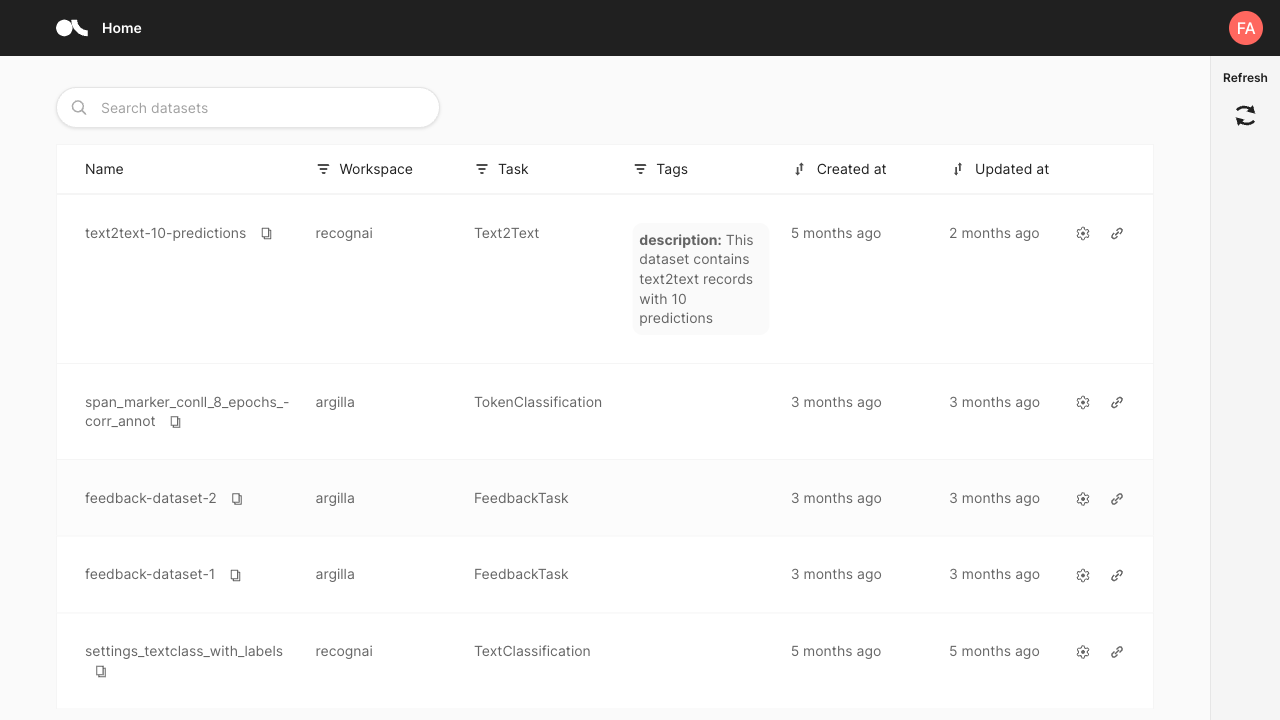 Home
FA
Refresh
Search datasets
Name Workspace Task Tags Created at Updated at
text2text-10-predictions recognai Text2Text 5 months ago 2 months ago
description: This
dataset contains
text2text records
with 10
predictions
span_marker_conll_8_epochs_- argilla TokenClassification 3 months ago 3 months ago
corr_annot
feedback-dataset-2 argilla FeedbackTask 3 months ago 3 months ago
feedback-dataset-1 argilla FeedbackTask 3 months ago 3 months ago
settings_textclass_with_labels recognai TextClassification 5 months ago 5 months ago